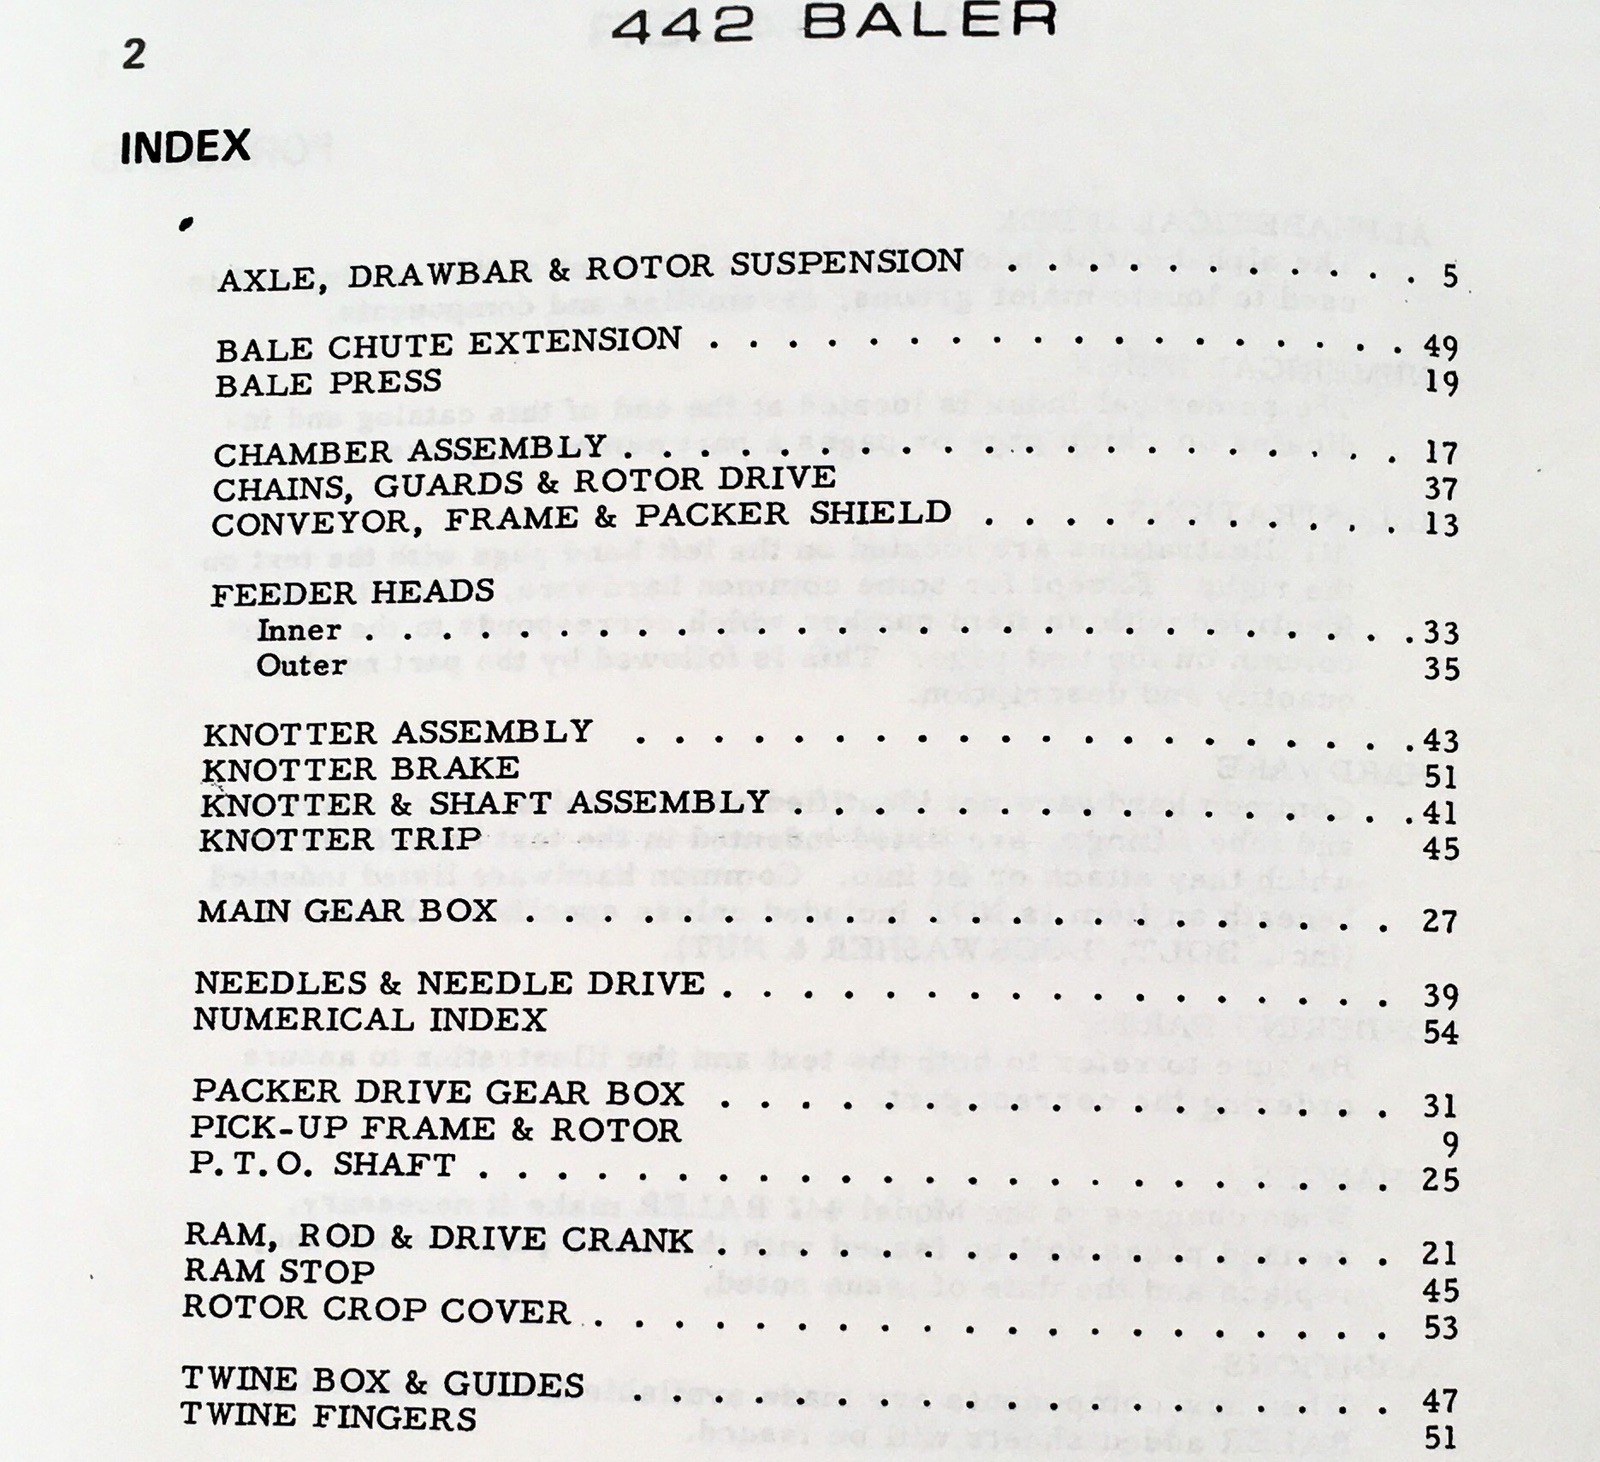 442 BALER
2
INDEX
AXLE, DRAWBAR & ROTOR SUSPENSION . . . . . . . . . . . . 5
BALE CHUTE EXTENSION . . . . . . . . . . . . . . . . . . 49
BALE PRESS 19
CHAMBER ASSEMBLY . . . . . . . . . . . . . . . . . . . . 17
CHAINS, GUARDS & ROTOR DRIVE 37
CONVEYOR, FRAME & PACKER SHIELD . . . . . . . . . . . . 13
FEEDER HEADS
Inner . . . . . . . . . . . . . . . . . . . . . . . . . . . 33
Outer 35
KNOTTER ASSEMBLY . . . . . . . . . . . . . . . . . . . . 43
KNOTTER BRAKE 51
KNOTTER & SHAFT ASSEMBLY . . . . . . . . . . . . . . . . 41
KNOTTER TRIP 45
MAIN GEAR BOX . . . . . . . . . . . . . . . . . . . . . . 27
NEEDLES & NEEDLE DRIVE . . . . . . . . . . . . . . . . . 39
NUMERICAL INDEX 54
PACKER DRIVE GEAR BOX . . . . . . . . . . . . . . . . . 31
PICK-UP FRAME & ROTOR 9
P.T.O. SHAFT . . . . . . . . . . . . . . . . . . . . . . . 25
RAM, ROD & DRIVE CRANK . . . . . . . . . . . . . . . . . 21
RAM STOP 45
ROTOR CROP COVER . . . . . . . . . . . . . . . . . . . . 53
TWINE BOX & GUIDES . . . . . . . . . . . . . . . . . . . 47
TWINE FINGERS 51